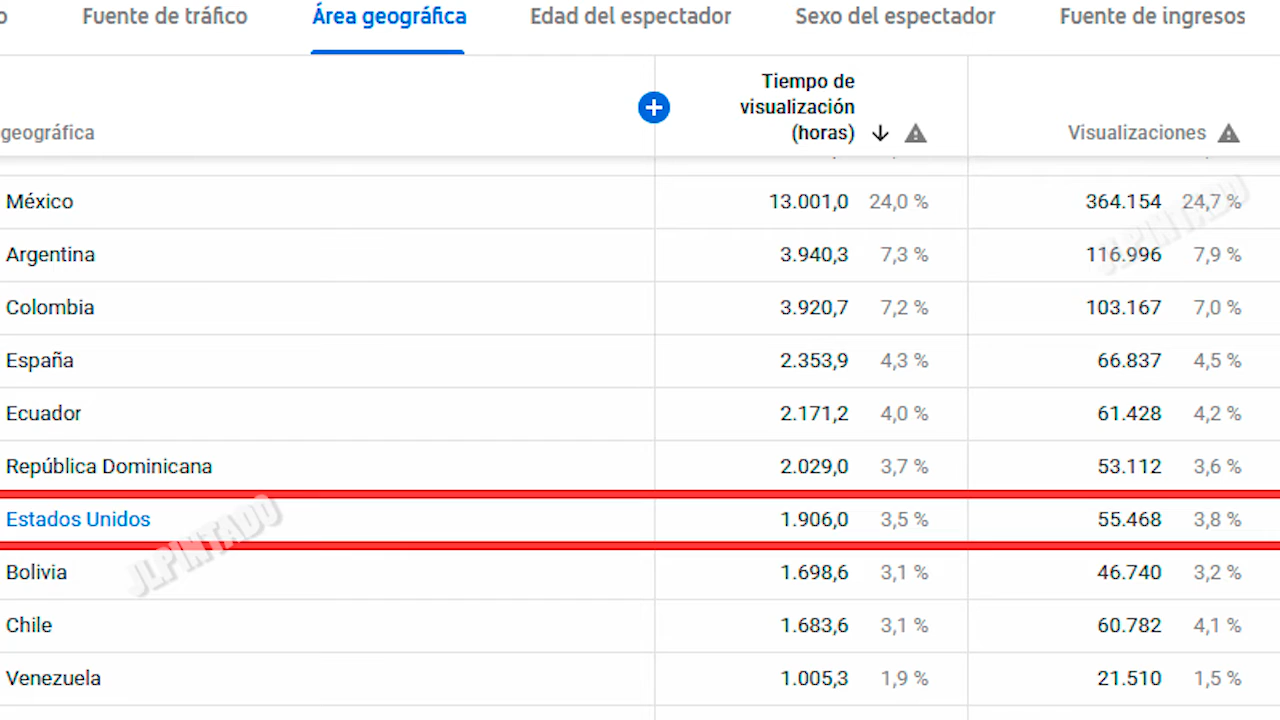 o Fuente de tráfico Área geográfica Edad del espectador Sexo del espectador Fuente de ingresos
Tiempo de
visualización
geográfica (horas) Visualizaciones
México 13.001,0 24,0 % 364.154 24,7 %
Argentina 3.940,3 7,3 % 116.996 7,9 %
Colombia 3.920,7 7,2 % 103.167 7,0 %
España 2.353,9 4,3 % 66.837 4,5 %
Ecuador 2.171,2 4,0 % 61.428 4,2 %
República Dominicana 2.029,0 3,7 % 53.112 3,6 %
Estados Unidos 1.906,0 3,5 % 55.468 3,8 %
Bolivia 1.698,6 3,1 % 46.740 3,2 %
Chile 1.683,6 3,1 % 60.782 4,1 %
Venezuela 1.005,3 1,9 % 21.510 1,5 %
JLPINTADO
JLPINTADO